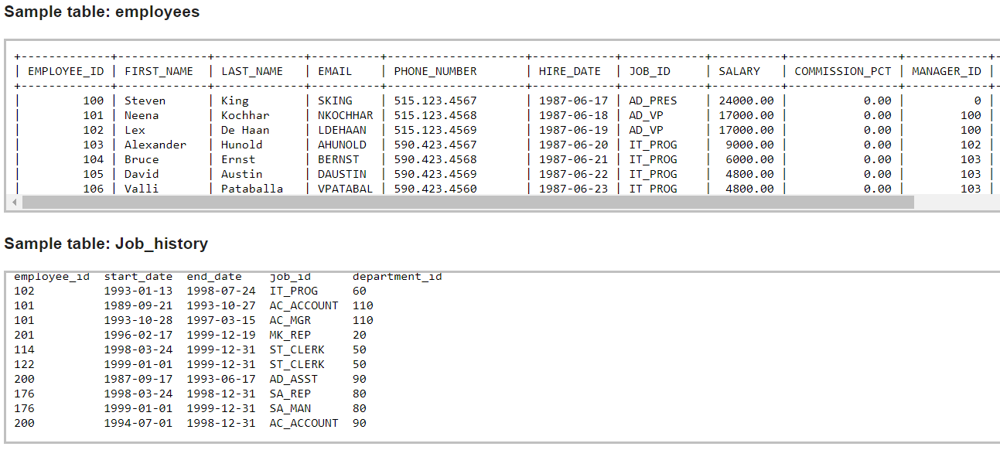 Sample table: employees
+-------------+-------------+-------------+----------+--------------------+------------+------------+----------+----------------+------------+-
| EMPLOYEE_ID | FIRST_NAME  | LAST_NAME   | EMAIL    | PHONE_NUMBER       | HIRE_DATE  | JOB_ID     | SALARY   | COMMISSION_PCT | MANAGER_ID |
+-------------+-------------+-------------+----------+--------------------+------------+------------+----------+----------------+------------+-
| 100 | Steven | King | SKING | 515.123.4567 | 1987-06-17 | AD_PRES | 24000.00 | 0.00 | 0 |
| 101 | Neena | Kochhar | NKOCHHAR | 515.123.4568 | 1987-06-18 | AD_VP | 17000.00 | 0.00 | 100 |
| 102 | Lex | De Haan | LDEHAAN | 515.123.4569 | 1987-06-19 | AD_VP | 17000.00 | 0.00 | 100 |
| 103 | Alexander | Hunold | AHUNOLD | 590.423.4567 | 1987-06-20 | IT_PROG | 9000.00 | 0.00 | 102 |
| 104 | Bruce | Ernst | BERNST | 590.423.4568 | 1987-06-21 | IT_PROG | 6000.00 | 0.00 | 103 |
| 105 | David | Austin | DAUSTIN | 590.423.4569 | 1987-06-22 | IT_PROG | 4800.00 | 0.00 | 103 |
| 106 | Valli | Pataballa | VPATABAL | 590.423.4560 | 1987-06-23 | IT_PROG | 4800.00 | 0.00 | 103 |
Sample table: Job_history
employee_id start_date end_date job_id department_id
102 1993-01-13 1998-07-24 IT_PROG 60
101 1989-09-21 1993-10-27 AC_ACCOUNT 110
101 1993-10-28 1997-03-15 AC_MGR 110
201 1996-02-17 1999-12-19 MK_REP 20
114 1998-03-24 1999-12-31 ST_CLERK 50
122 1999-01-01 1999-12-31 ST_CLERK 50
200 1987-09-17 1993-06-17 AD_ASST 90
176 1998-03-24 1998-12-31 SA_REP 80
176 1999-01-01 1999-12-31 SA_MAN 80
200 1994-07-01 1998-12-31 AC_ACCOUNT 90